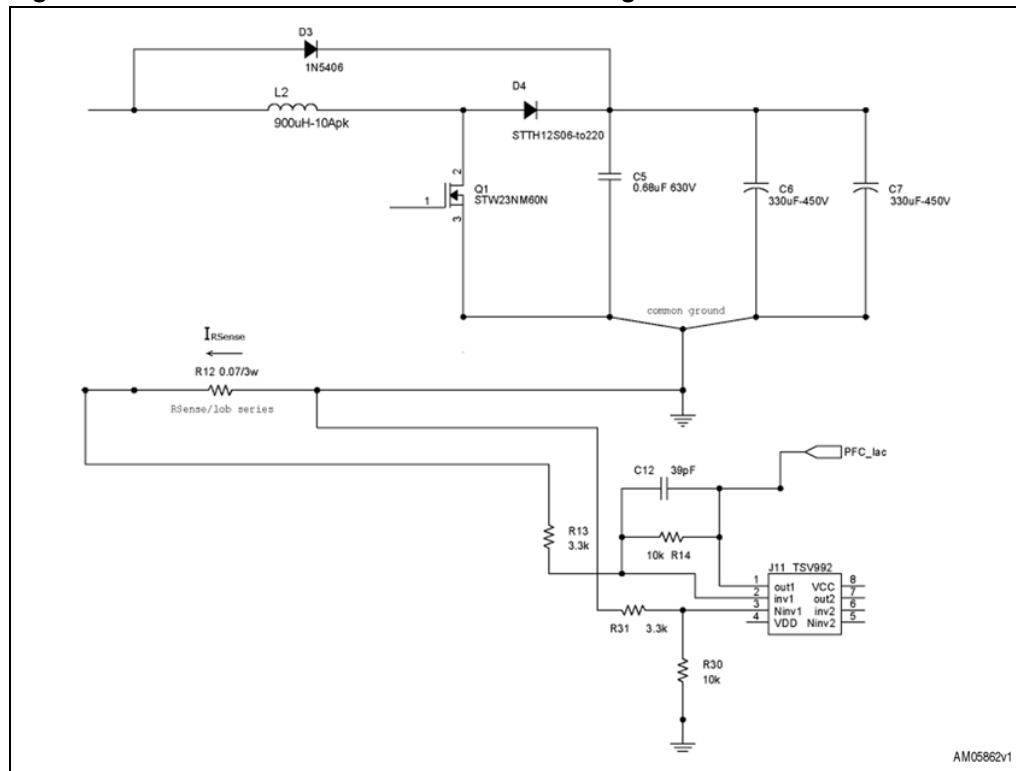 D3
1N5406
L2
900uH-10Apk
D4
STTH12S06-to220
2
Q1
STW23NM60N
1
3
C5
0.68uF 630V
C6
330uF-450V
C7
330uF-450V
common ground
IRSense
R12 0.07/3w
RSense/lob series
PFC_Iac
C12 39pF
R13
3.3k
10k R14
J11 TSV992
1 out1 VCC 8
2 inv1 out2 7
3 Ninv1 inv2 6
4 VDD Ninv2 5
R31 3.3k
R30
10k
AM05862v1